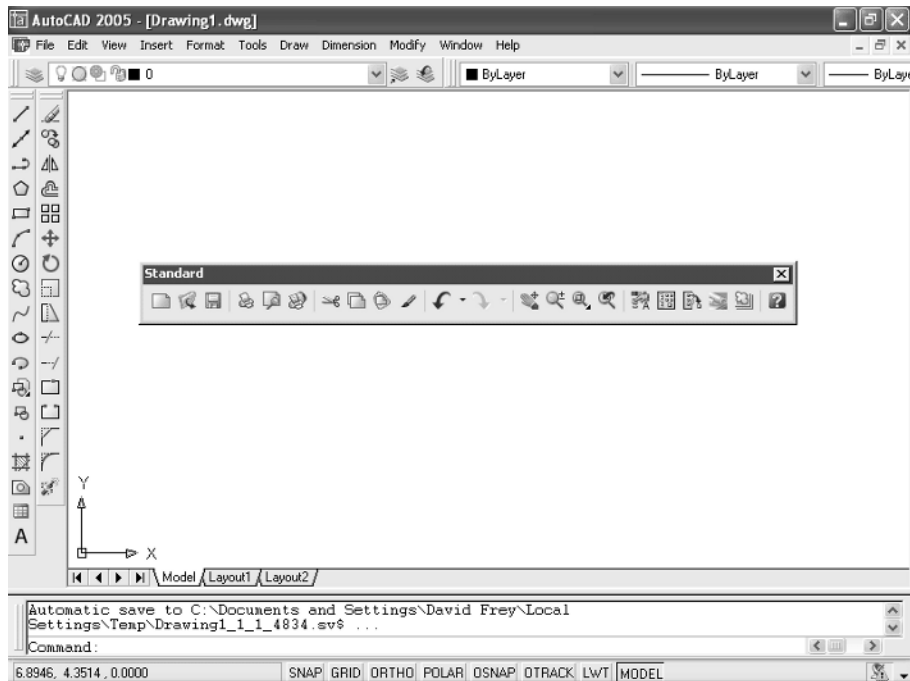 AutoCAD 2005 - [Drawing1.dwg]
File Edit View Insert Format Tools Draw Dimension Modify Window Help
0 ByLayer ByLayer ByLaye
Standard
A
Y
X
Model Layout1 Layout2
Automatic save to C:\Documents and Settings\David Frey\Local
Settings\Temp\Drawing1_1_1_4834.sv$ ...
Command:
6.8946, 4.3514 , 0.0000 SNAP GRID ORTHO POLAR OSNAP OTRACK LWT MODEL